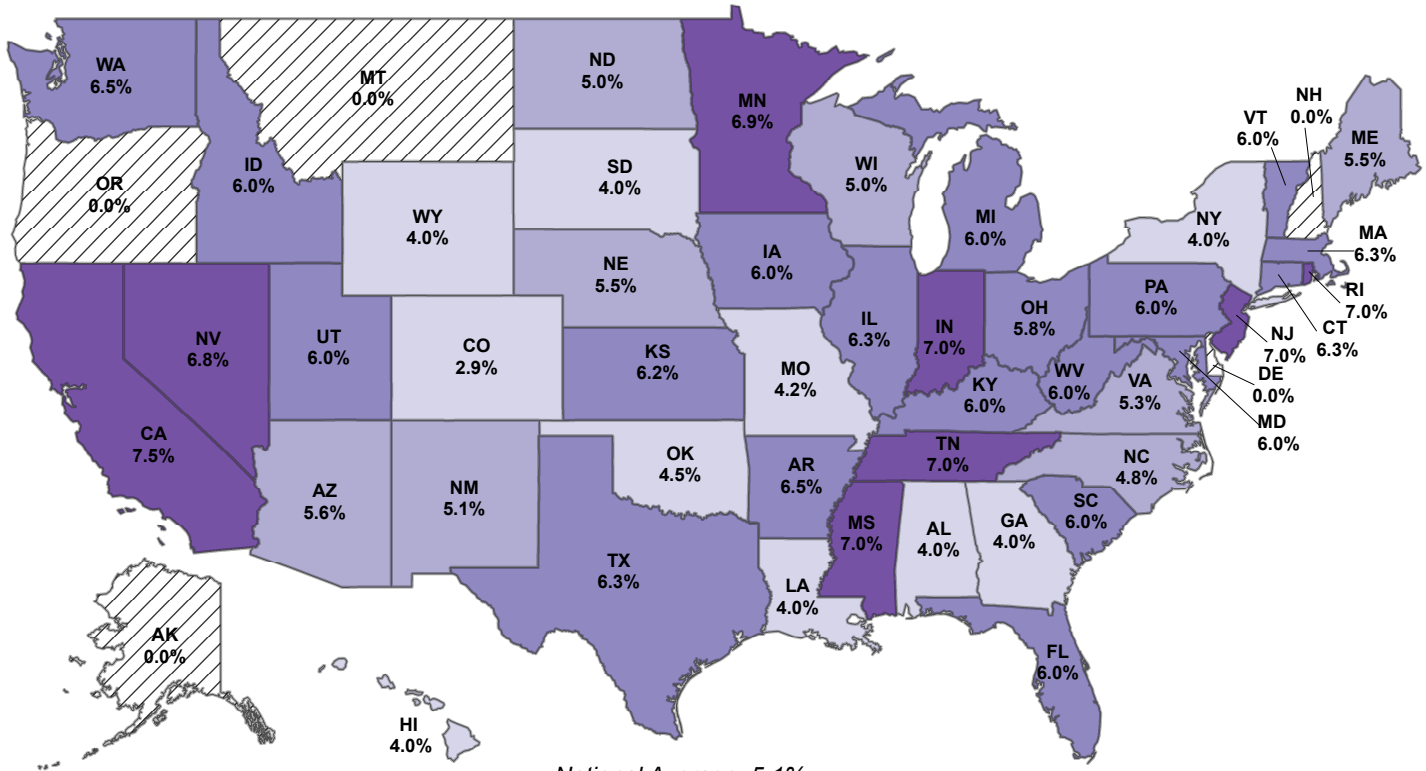 WA
6.5%
MT
0.0%
ND
5.0%
MN
6.9%
OR
0.0%
ID
6.0%
WY
4.0%
SD
4.0%
WI
5.0%
MI
6.0%
NY
4.0%
VT
6.0%
NH
0.0%
ME
5.5%
MA
6.3%
RI
7.0%
CT
6.3%
NJ
7.0%
DE
0.0%
MD
6.0%
NV
6.8%
UT
6.0%
CO
2.9%
NE
5.5%
IA
6.0%
IL
6.3%
IN
7.0%
OH
5.8%
PA
6.0%
CA
7.5%
KS
6.2%
MO
4.2%
KY
6.0%
WV
6.0%
VA
5.3%
AZ
5.6%
NM
5.1%
OK
4.5%
AR
6.5%
TN
7.0%
NC
4.8%
TX
6.3%
LA
4.0%
MS
7.0%
AL
4.0%
GA
4.0%
SC
6.0%
FL
6.0%
AK
0.0%
HI
4.0%
National Average 5.1%